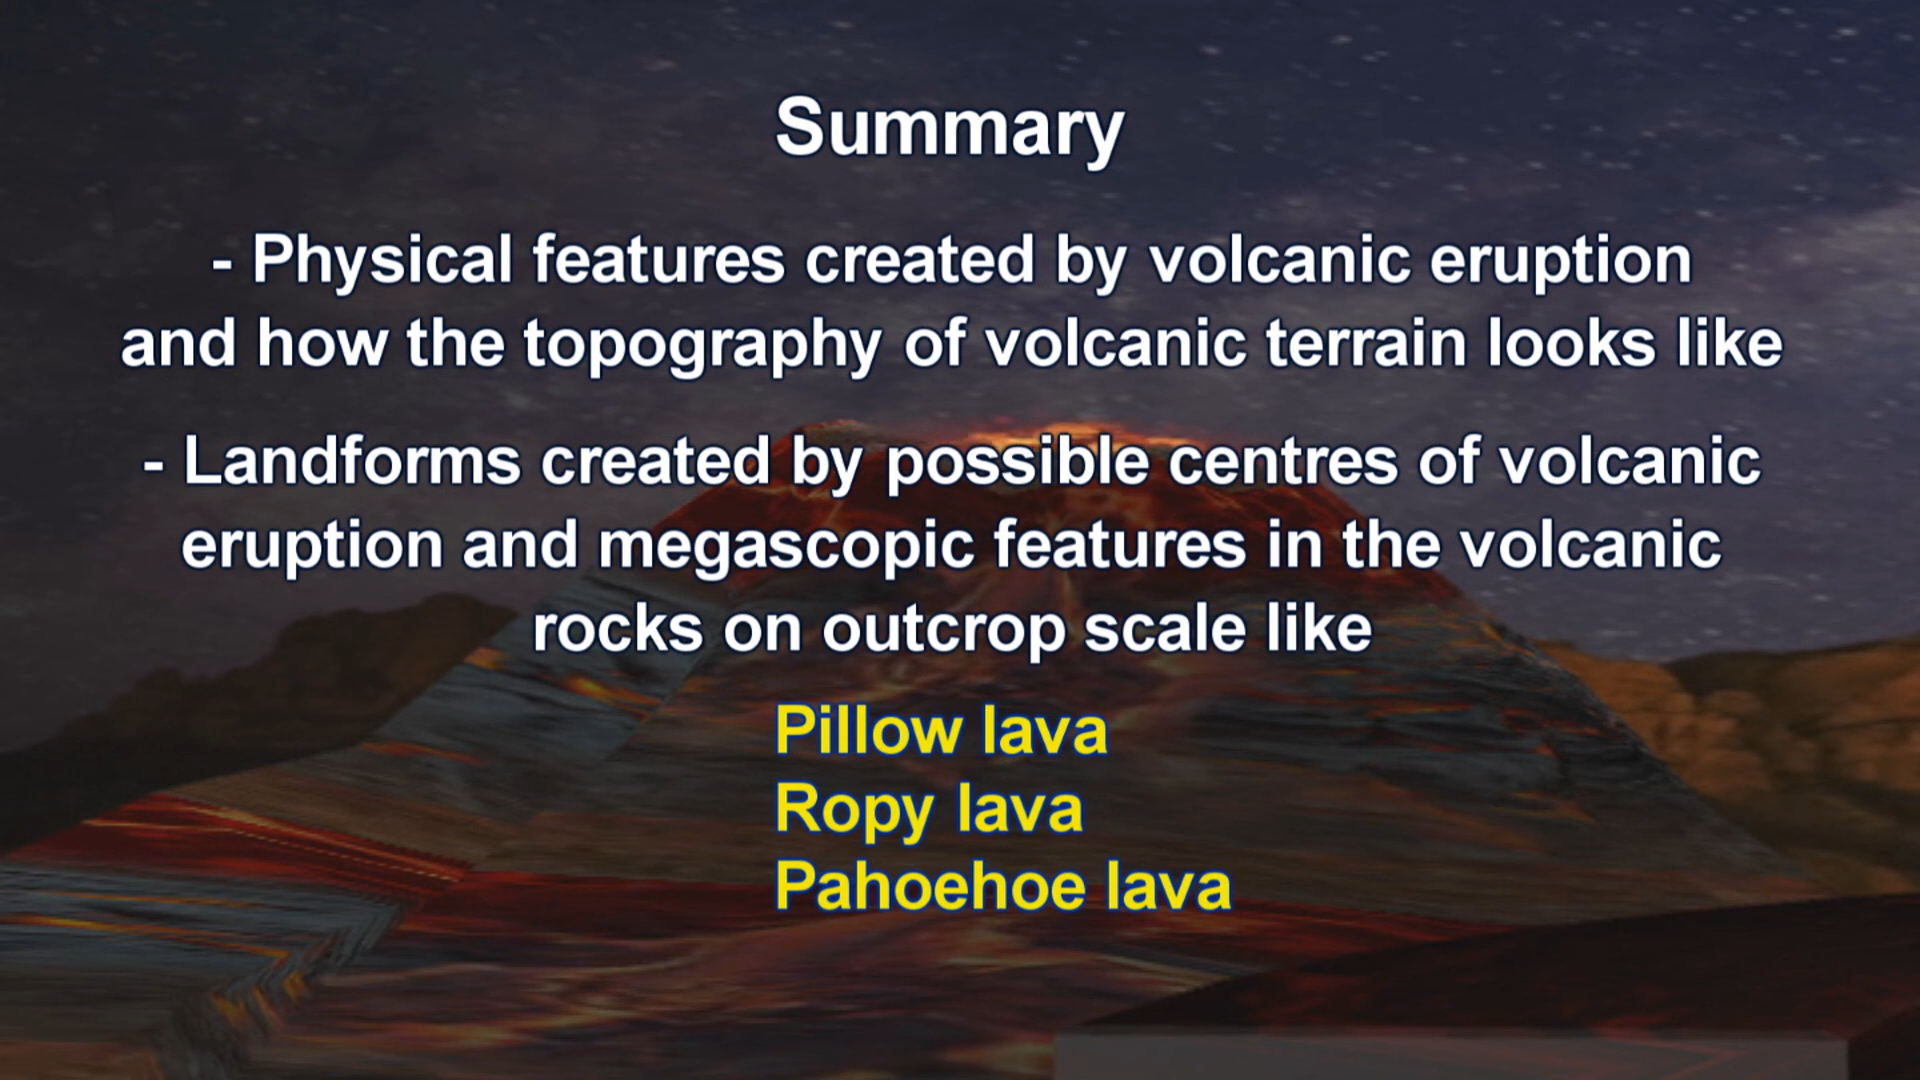 Summary
- Physical features created by volcanic eruption
and how the topography of volcanic terrain looks like
- Landforms created by possible centres of volcanic
eruption and megascopic features in the volcanic
rocks on outcrop scale like
Pillow lava
Ropy lava
Pahoehoe lava